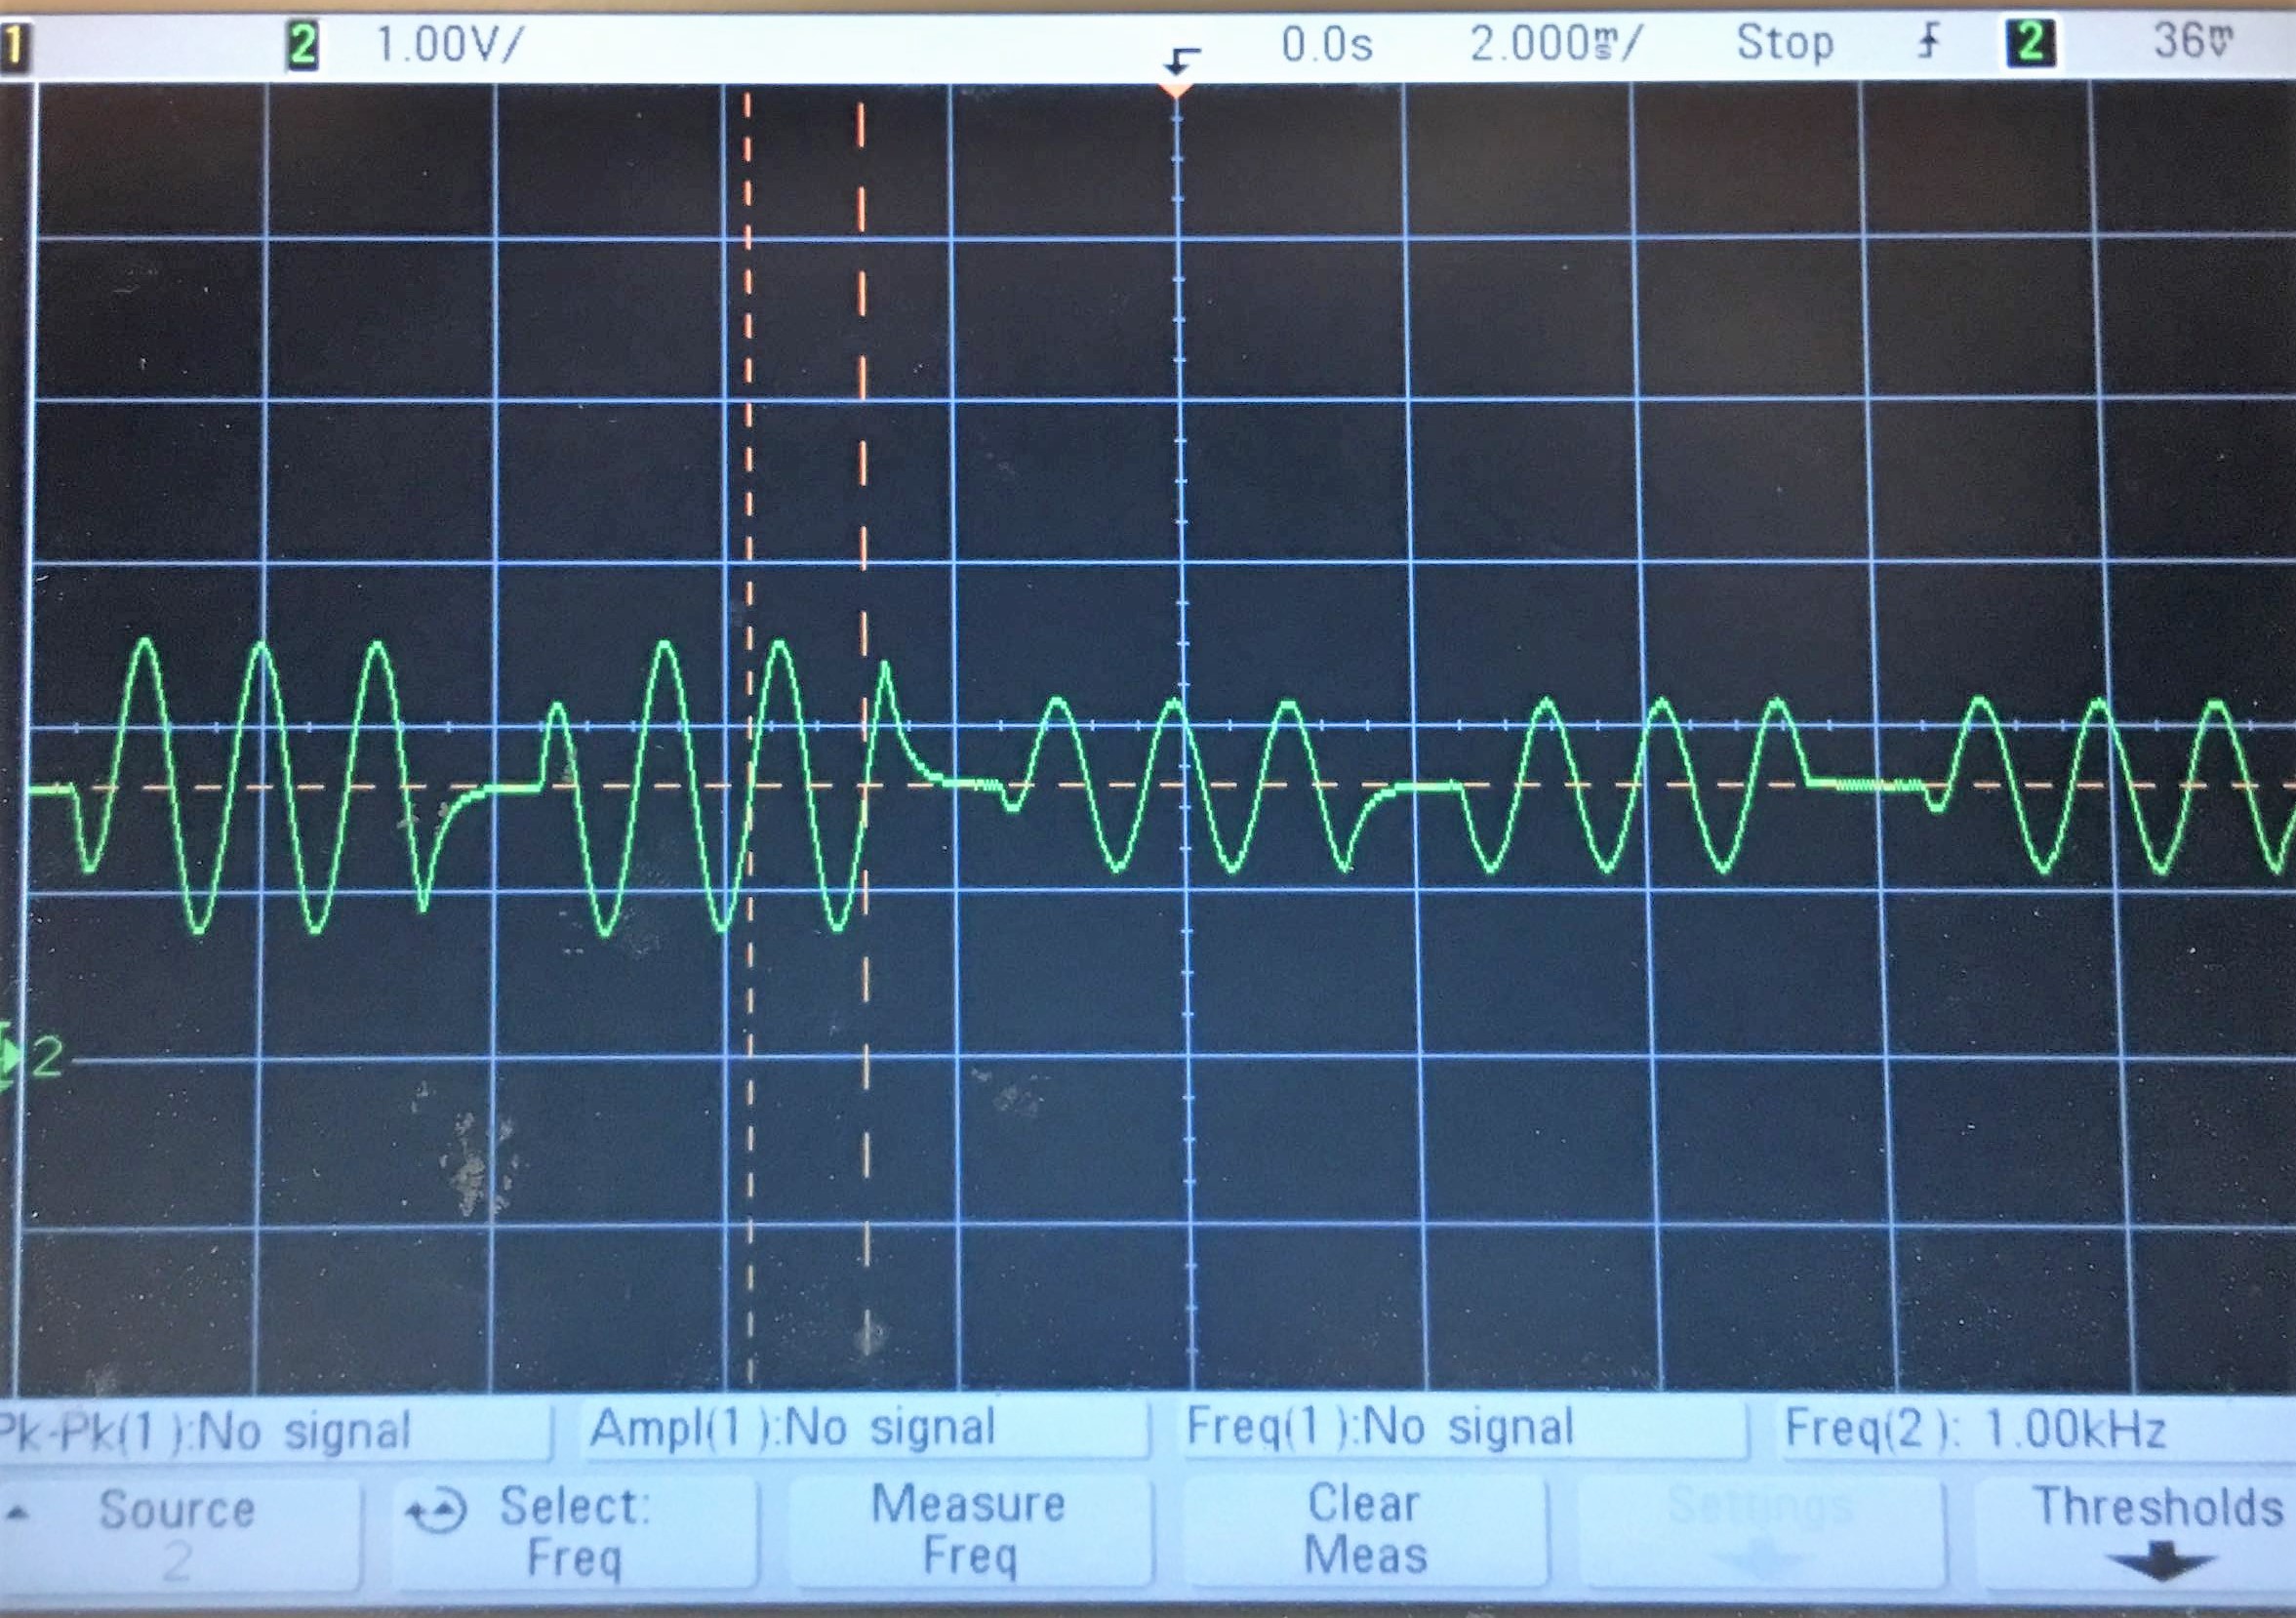 1 2 1.00V/ 0.0s 2.000ms/ Stop 2 36mV
2
Pk-Pk(1):No signal Ampl(1):No signal Freq(1):No signal Freq(2): 1.00kHz
Source Select: Measure Clear Settings Thresholds
2 Freq Freq Meas